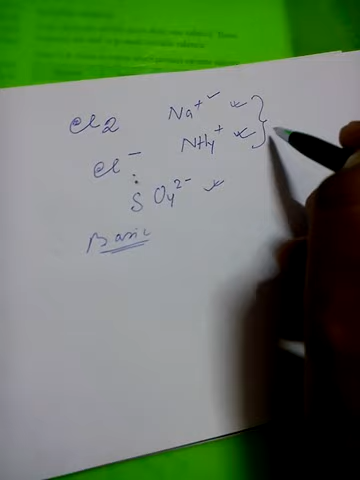 Cl2 Na+
NH4+
Cl-
SO4 2-
Basic